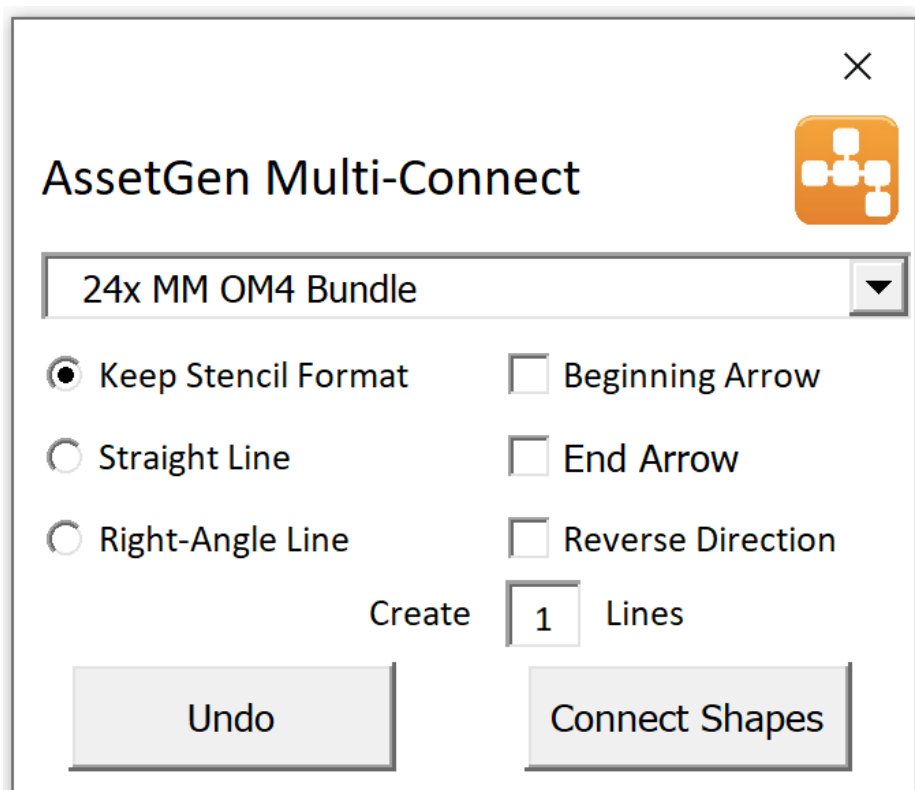 AssetGen Multi-Connect
24x MM OM4 Bundle
Keep Stencil Format
Beginning Arrow
Straight Line
End Arrow
Right-Angle Line
Reverse Direction
Create 1 Lines
Undo
Connect Shapes